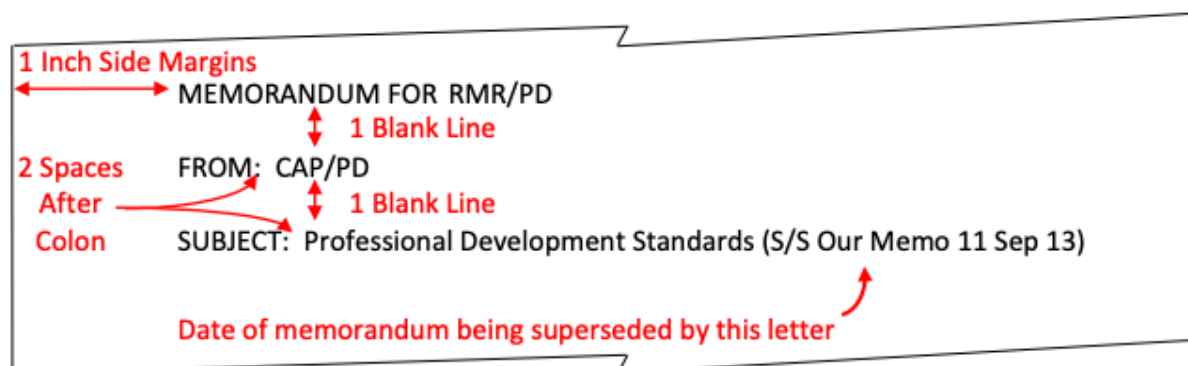 1 Inch Side Margins
MEMORANDUM FOR RMR/PD
1 Blank Line
2 Spaces FROM: CAP/PD
After 1 Blank Line
Colon SUBJECT: Professional Development Standards (S/S Our Memo 11 Sep 13)
Date of memorandum being superseded by this letter